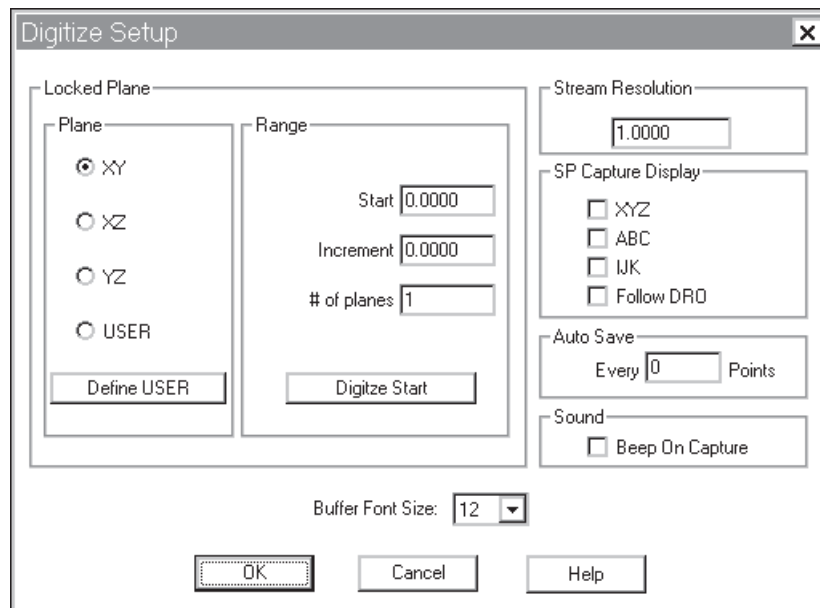 Digitize Setup
Locked Plane
Plane
XY
XZ
YZ
USER
Define USER
Range
Start 0.0000
Increment 0.0000
# of planes 1
Digitze Start
Stream Resolution
1.0000
SP Capture Display
XYZ
ABC
IJK
Follow DRO
Auto Save
Every 0 Points
Sound
Beep On Capture
Buffer Font Size: 12
OK Cancel Help